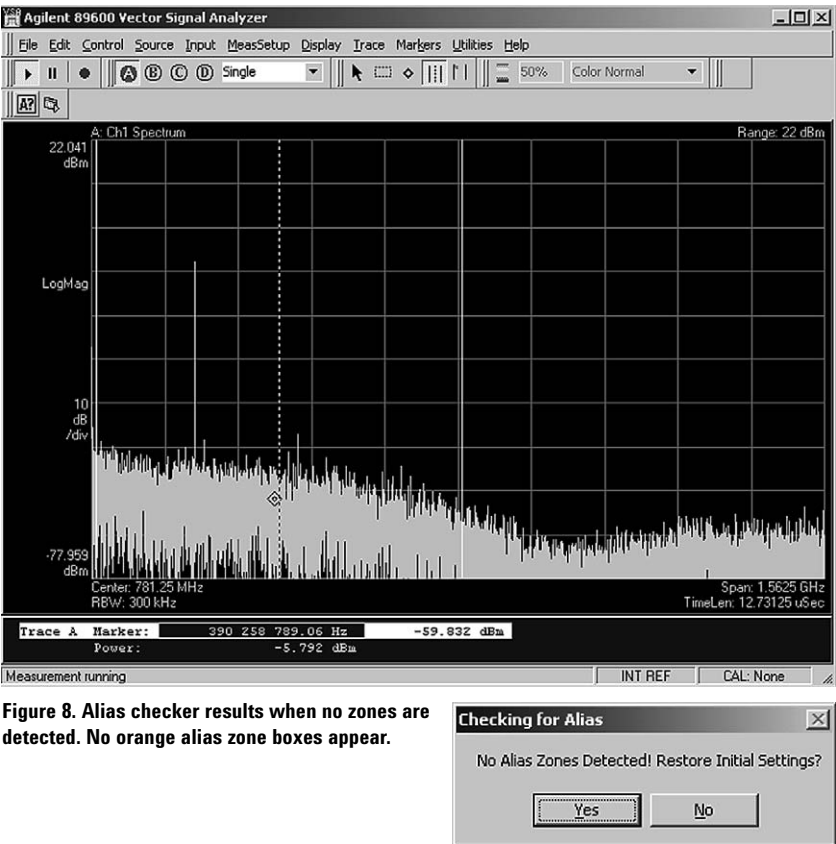 Agilent 89600 Vector Signal Analyzer
File Edit Control Source Input MeasSetup Display Trace Markers Utilities Help
A B C D Single 50% Color Normal
A?
A: Ch1 Spectrum Range: 22 dBm
22.041
dBm
LogMag
10
dB
/div
-77.959
dBm
Center: 781.25 MHz Span: 1.5625 GHz
RBW: 300 kHz TimeLen: 12.73125 uSec
Trace A Marker: 390 258 789.06 Hz -59.832 dBm
Power: -5.792 dBm
Measurement running INT REF CAL: None
Figure 8. Alias checker results when no zones are
detected. No orange alias zone boxes appear.
Checking for Alias
No Alias Zones Detected! Restore Initial Settings?
Yes No